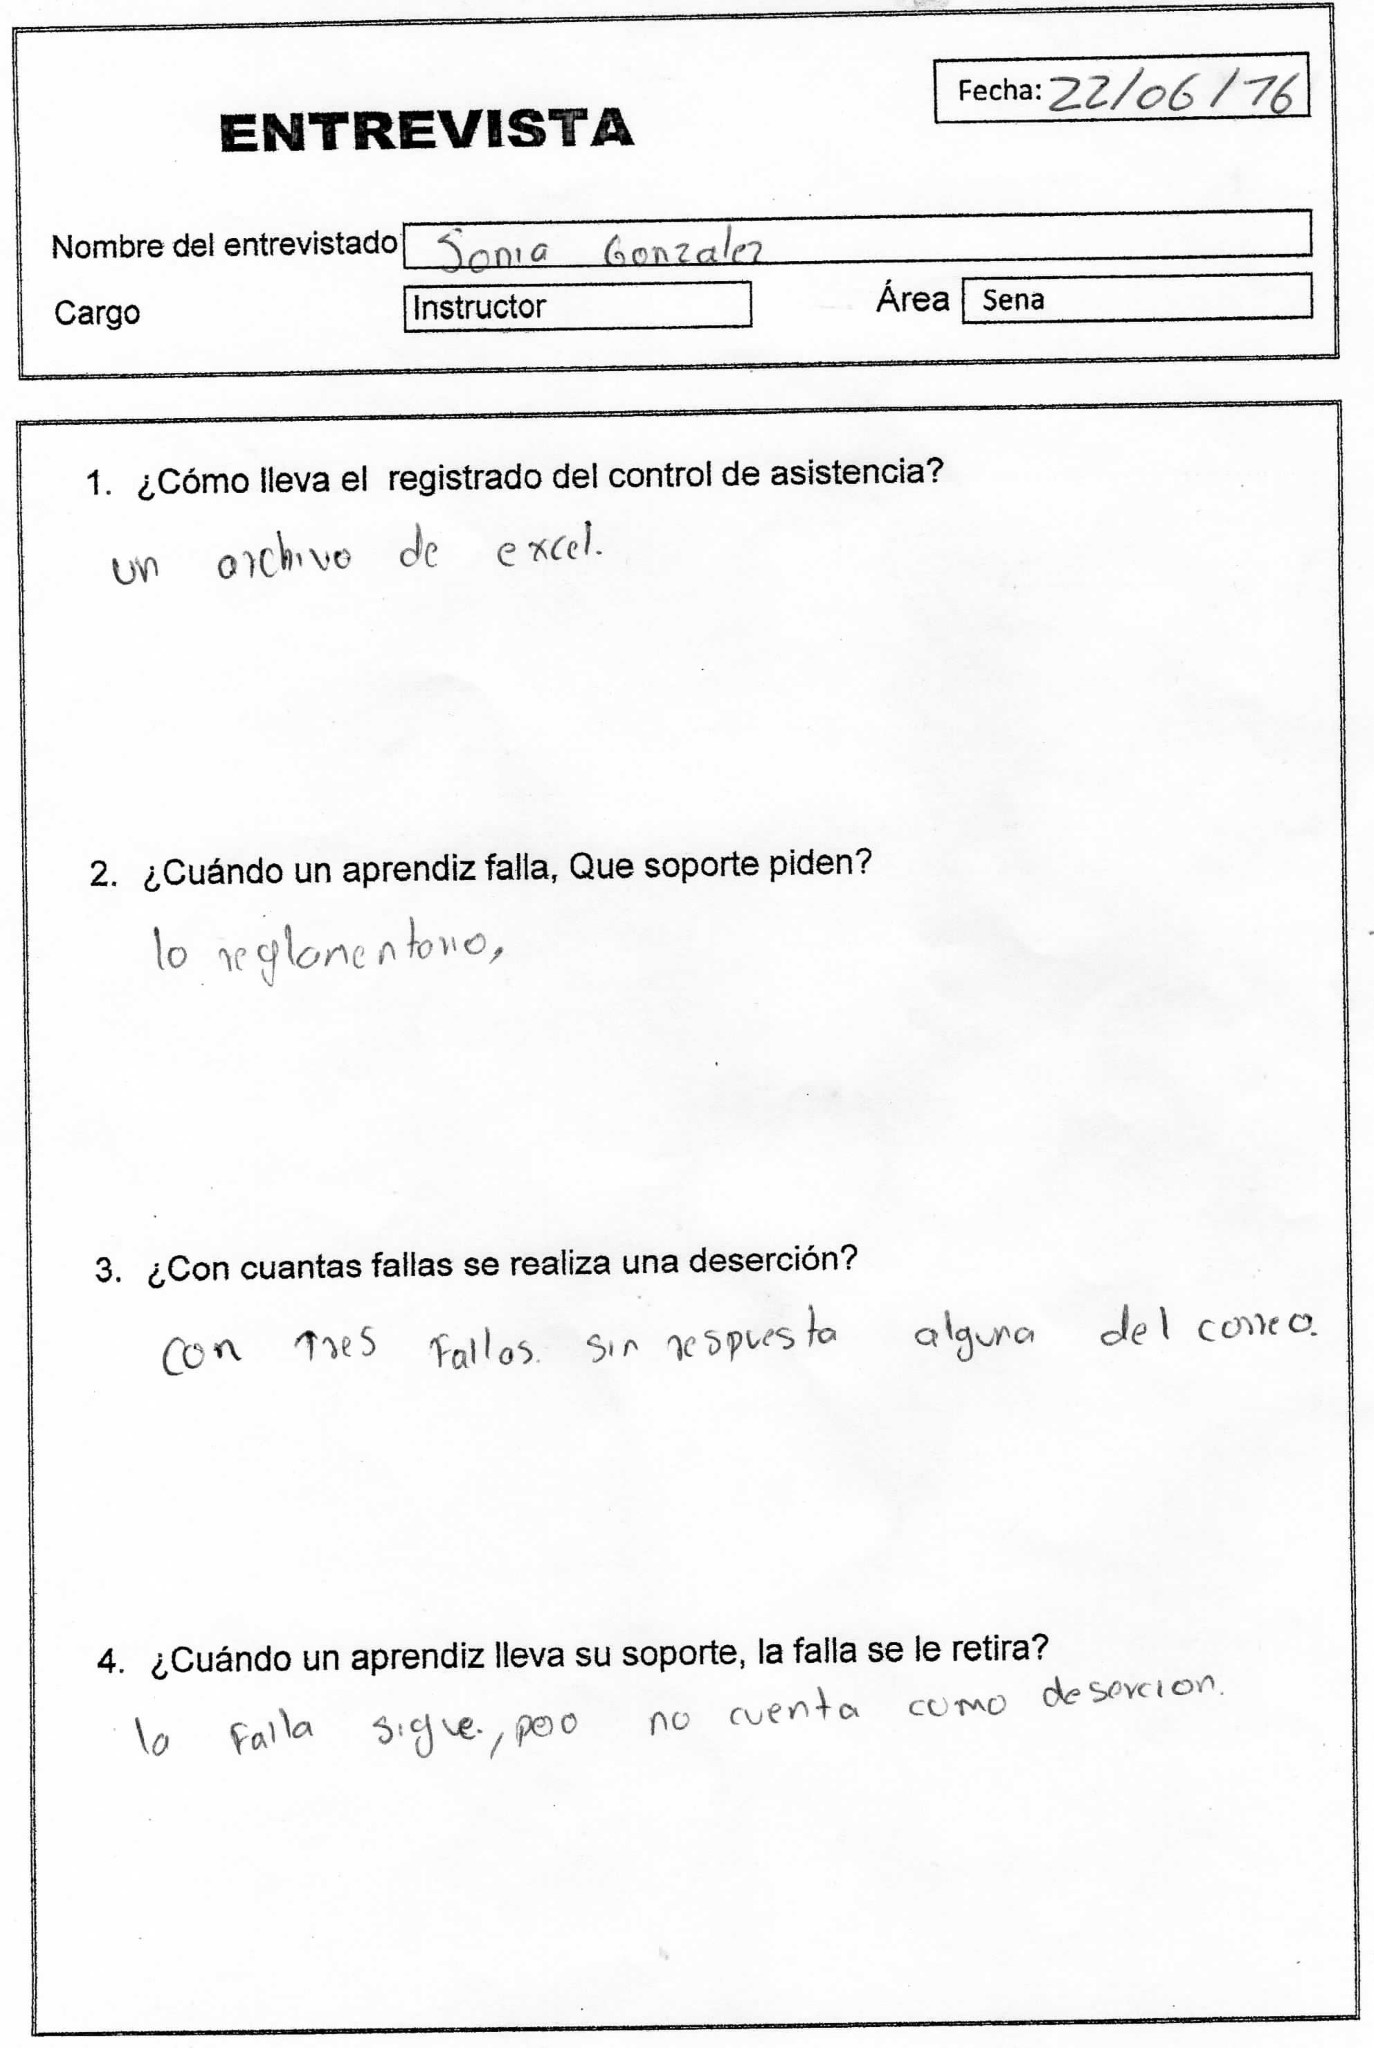 Fecha: 22/06/16
ENTREVISTA
Nombre del entrevistado Sonia Gonzalez
Cargo Instructor Área Sena
1. ¿Cómo lleva el registrado del control de asistencia?
un archivo de excel.
2. ¿Cuándo un aprendiz falla, Que soporte piden?
lo reglamentario,
3. ¿Con cuantas fallas se realiza una deserción?
con tres Fallas. sin respuesta alguna del correo.
4. ¿Cuándo un aprendiz lleva su soporte, la falla se le retira?
la Falla sigue., pero no cuenta como desercion.